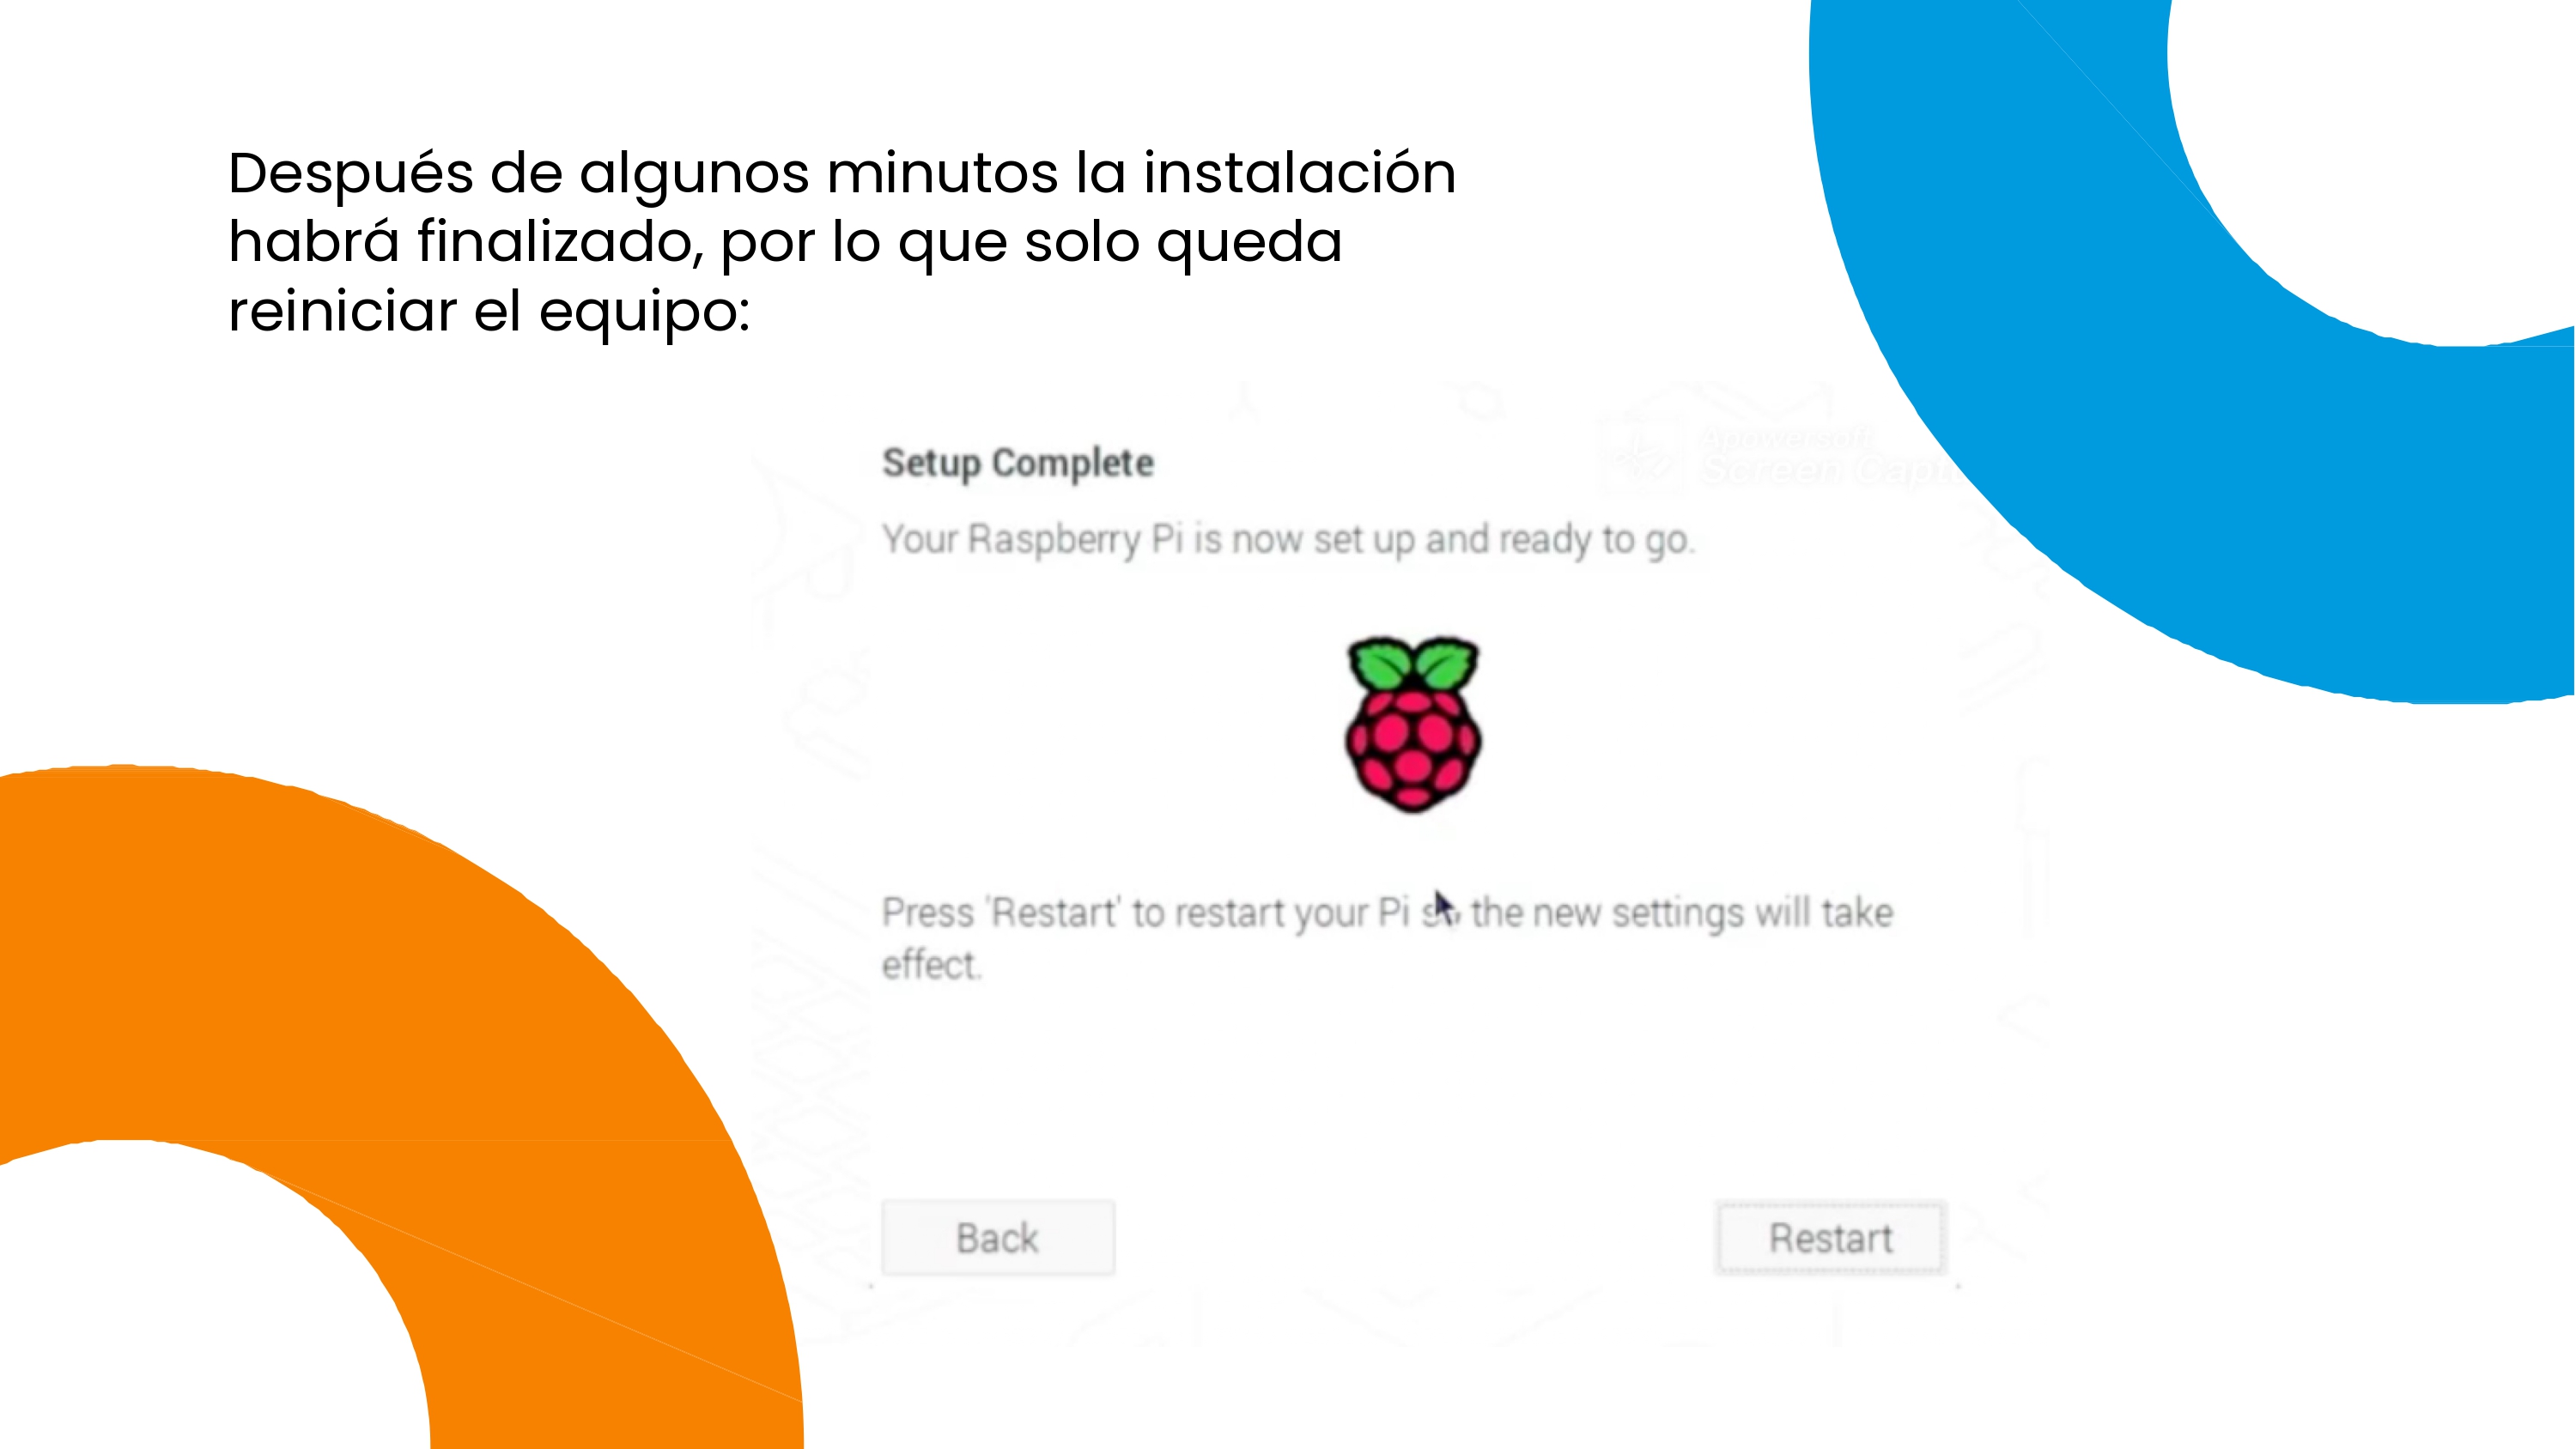 Después de algunos minutos la instalación
habrá finalizado, por lo que solo queda
reiniciar el equipo:
Apowersoft
Screen
Setup Complete
Your Raspberry Pi is now set up and ready to go.
Press 'Restart' to restart your Pi so the new settings will take
effect.
Back
Restart